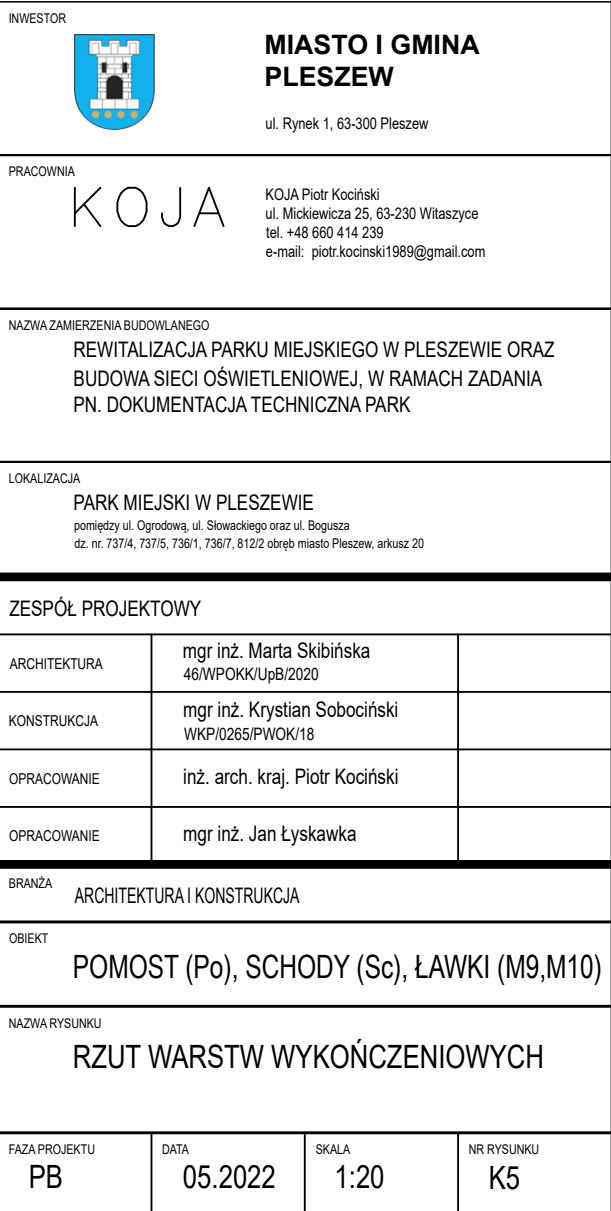 INWESTOR
MIASTO I GMINA
PLESZEW
ul. Rynek 1, 63-300 Pleszew
PRACOWNIA
KOJA
KOJA Piotr Kociński
ul. Mickiewicza 25, 63-230 Witaszyce
tel. +48 660 414 239
e-mail: piotr.kocinski1989@gmail.com
NAZWA ZAMIERZENIA BUDOWLANEGO
REWITALIZACJA PARKU MIEJSKIEGO W PLESZEWIE ORAZ
BUDOWA SIECI OŚWIETLENIOWEJ, W RAMACH ZADANIA
PN. DOKUMENTACJA TECHNICZNA PARK
LOKALIZACJA
PARK MIEJSKI W PLESZEWIE
pomiędzy ul. Ogrodową, ul. Słowackiego oraz ul. Bogusza
dz. nr. 737/4, 737/5, 736/1, 736/7, 812/2 obręb miasto Pleszew, arkusz 20
ZESPÓŁ PROJEKTOWY
ARCHITEKTURA
mgr inż. Marta Skibińska
46/WPOKK/UpB/2020
KONSTRUKCJA
mgr inż. Krystian Sobociński
WKP/0265/PWOK/18
OPRACOWANIE
inż. arch. kraj. Piotr Kociński
OPRACOWANIE
mgr inż. Jan Łyskawka
BRANŻA
ARCHITEKTURA I KONSTRUKCJA
OBIEKT
POMOST (Po), SCHODY (Sc), ŁAWKI (M9,M10)
NAZWA RYSUNKU
RZUT WARSTW WYKOŃCZENIOWYCH
FAZA PROJEKTU
PB
DATA
05.2022
SKALA
1:20
NR RYSUNKU
K5